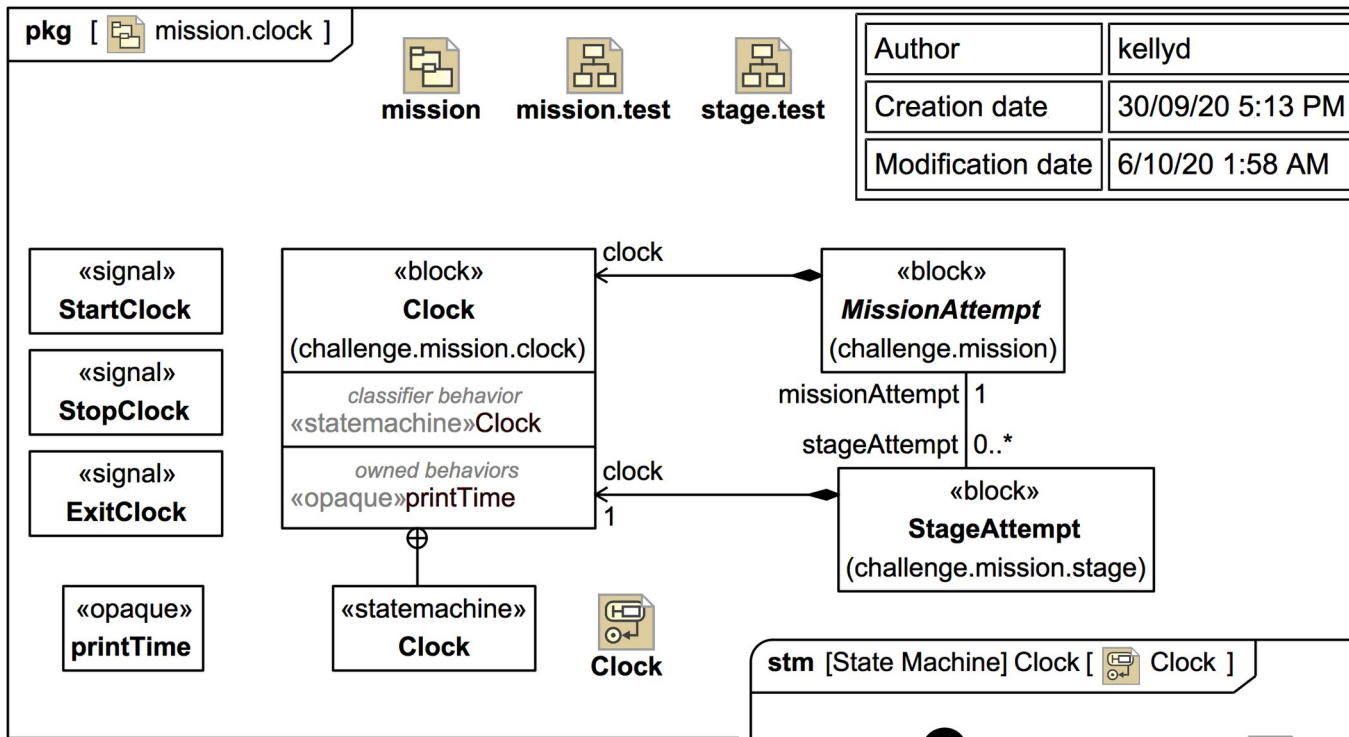 pkg [ mission.clock ]
mission
mission.test
stage.test
Author
kellyd
Creation date
30/09/20 5:13 PM
Modification date
6/10/20 1:58 AM
«signal»
StartClock
«signal»
StopClock
«signal»
ExitClock
«opaque»
printTime
«block»
Clock
(challenge.mission.clock)
classifier behavior
«statemachine»Clock
owned behaviors
«opaque»printTime
clock
clock
1
«block»
MissionAttempt
(challenge.mission)
missionAttempt 1
stageAttempt 0..*
«block»
StageAttempt
(challenge.mission.stage)
«statemachine»
Clock
Clock
stm [State Machine] Clock [ Clock ]